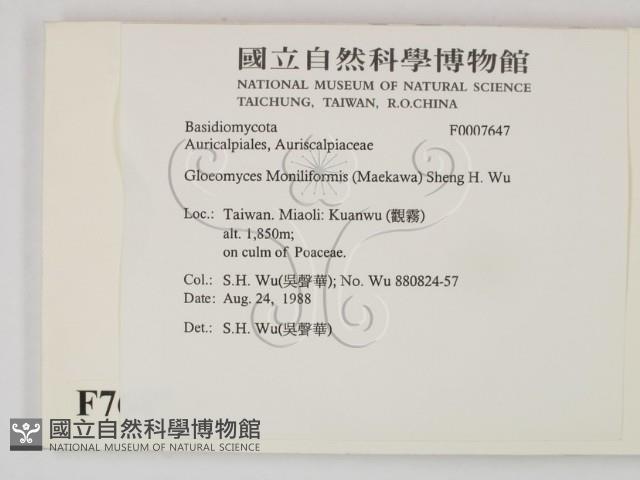 國立自然科學博物館
NATIONAL MUSEUM OF NATURAL SCIENCE
TAICHUNG, TAIWAN, R.O.CHINA
Basidiomycota F0007647
Auricalpiales, Auriscalpiaceae
Gloeomyces Moniliformis (Maekawa) Sheng H. Wu
Loc.: Taiwan. Miaoli: Kuanwu (觀霧)
alt. 1,850m;
on culm of Poaceae.
Col.: S.H. Wu(吳聲華); No. Wu 880824-57
Date: Aug. 24, 1988
Det.: S.H. Wu(吳聲華)
國立自然科學博物館
NATIONAL MUSEUM OF NATURAL SCIENCE